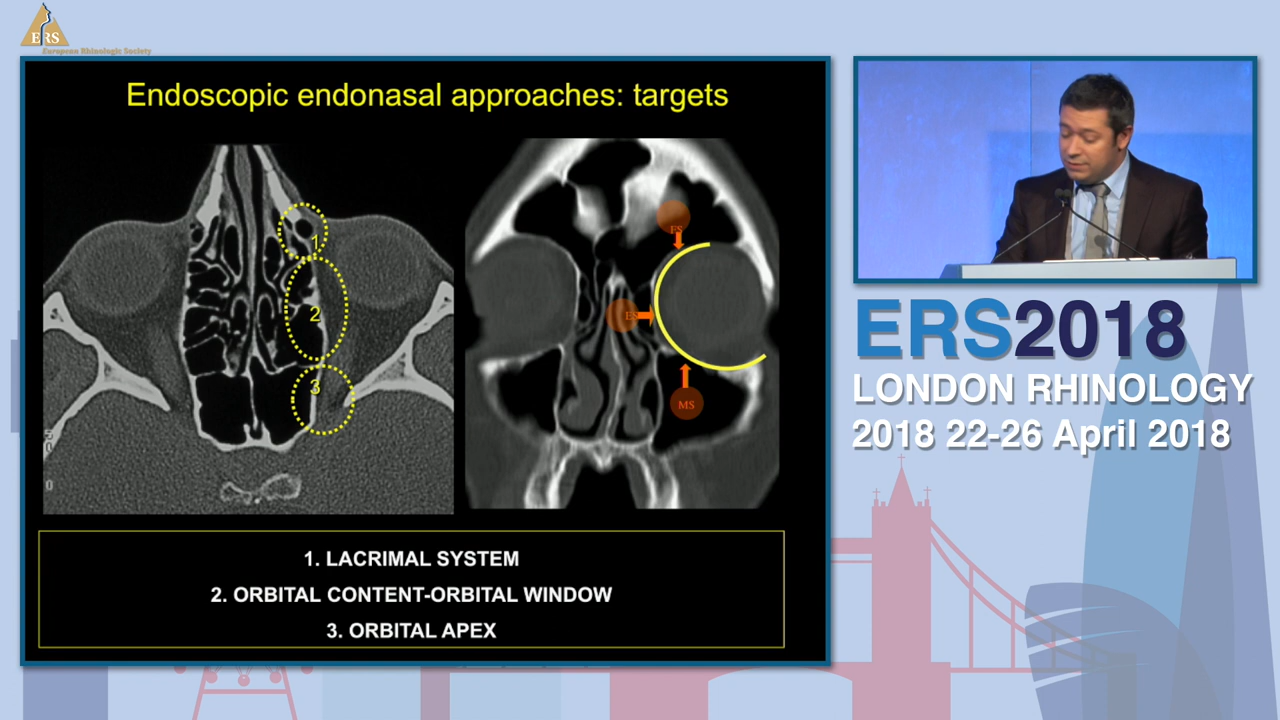 ERS
European Rhinologic Society
Endoscopic endonasal approaches: targets
1
2
3
FS
ES
MS
1. LACRIMAL SYSTEM
2. ORBITAL CONTENT-ORBITAL WINDOW
3. ORBITAL APEX
ERS2018
LONDON RHINOLOGY
2018 22-26 April 2018